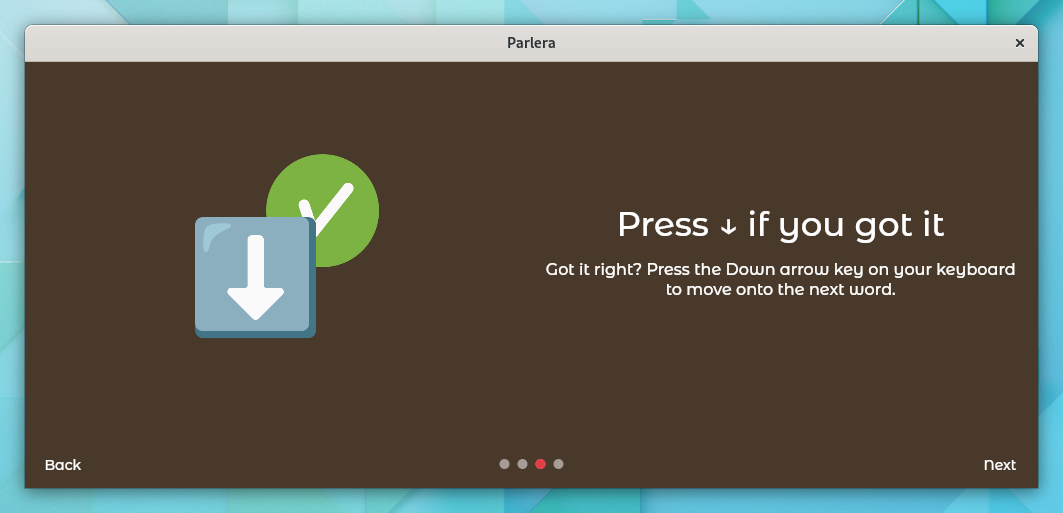 Parlera
Press ↓ if you got it
Got it right? Press the Down arrow key on your keyboard
to move onto the next word.
Back
Next